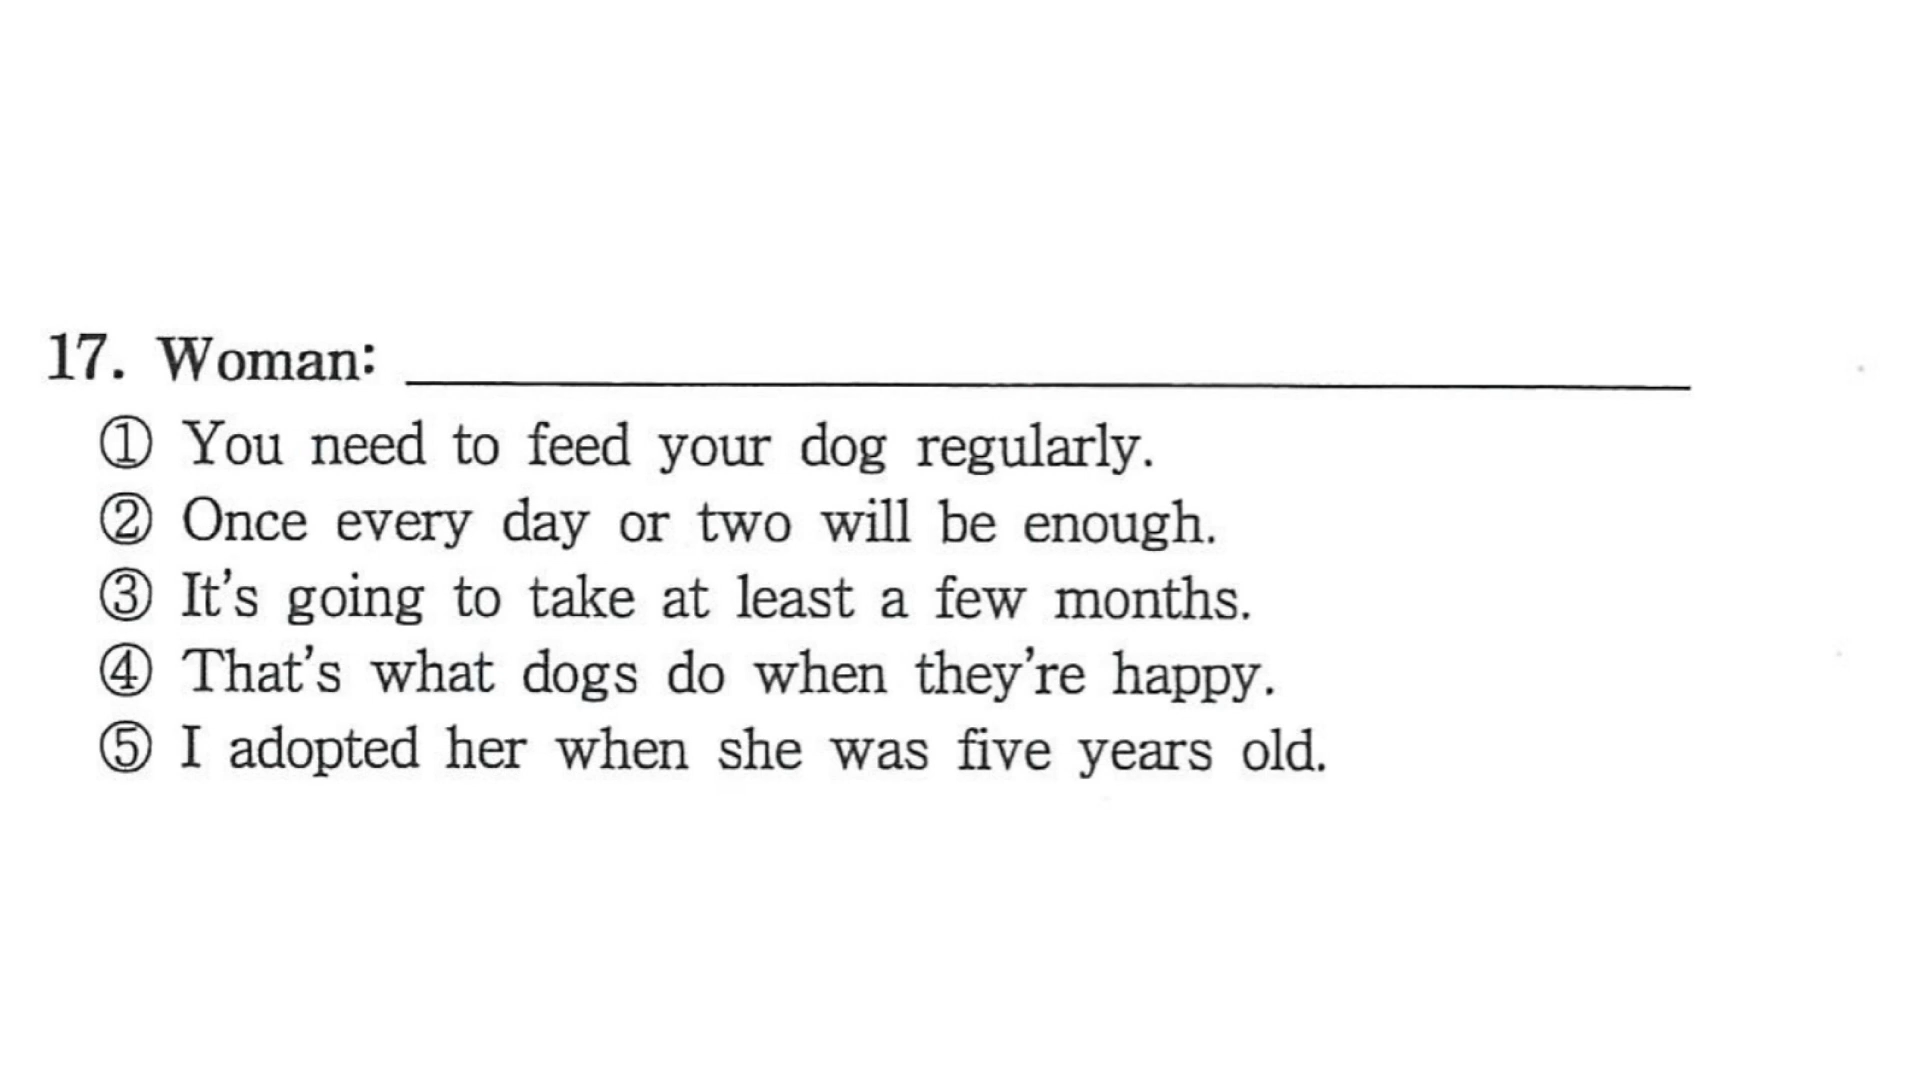 17. Woman: ____________________
① You need to feed your dog regularly.
② Once every day or two will be enough.
③ It's going to take at least a few months.
④ That's what dogs do when they're happy.
⑤ I adopted her when she was five years old.